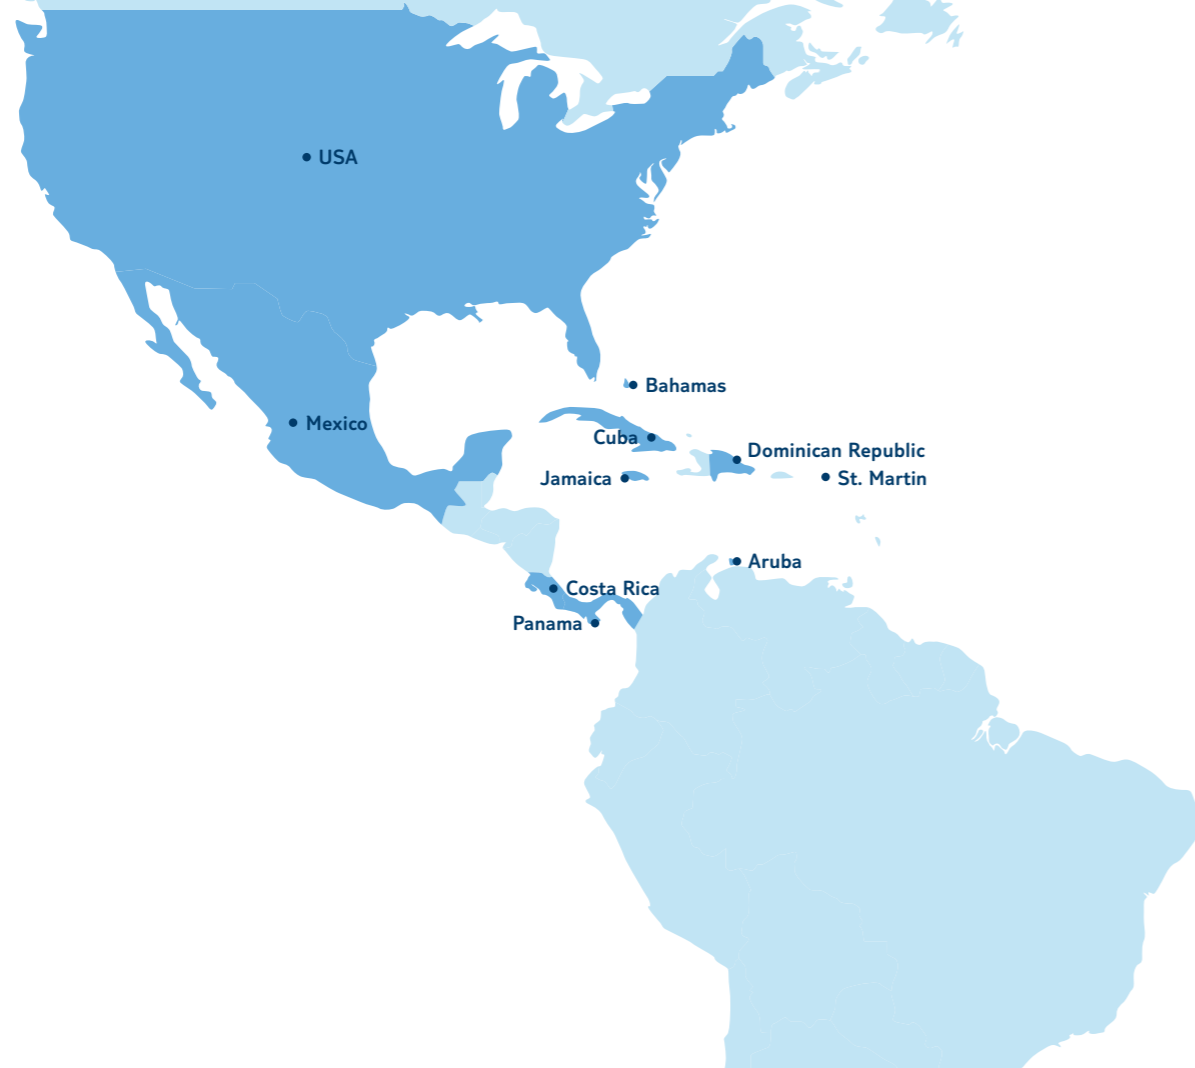 USA
Bahamas
Mexico
Cuba
Dominican Republic
Jamaica
St. Martin
Aruba
Costa Rica
Panama